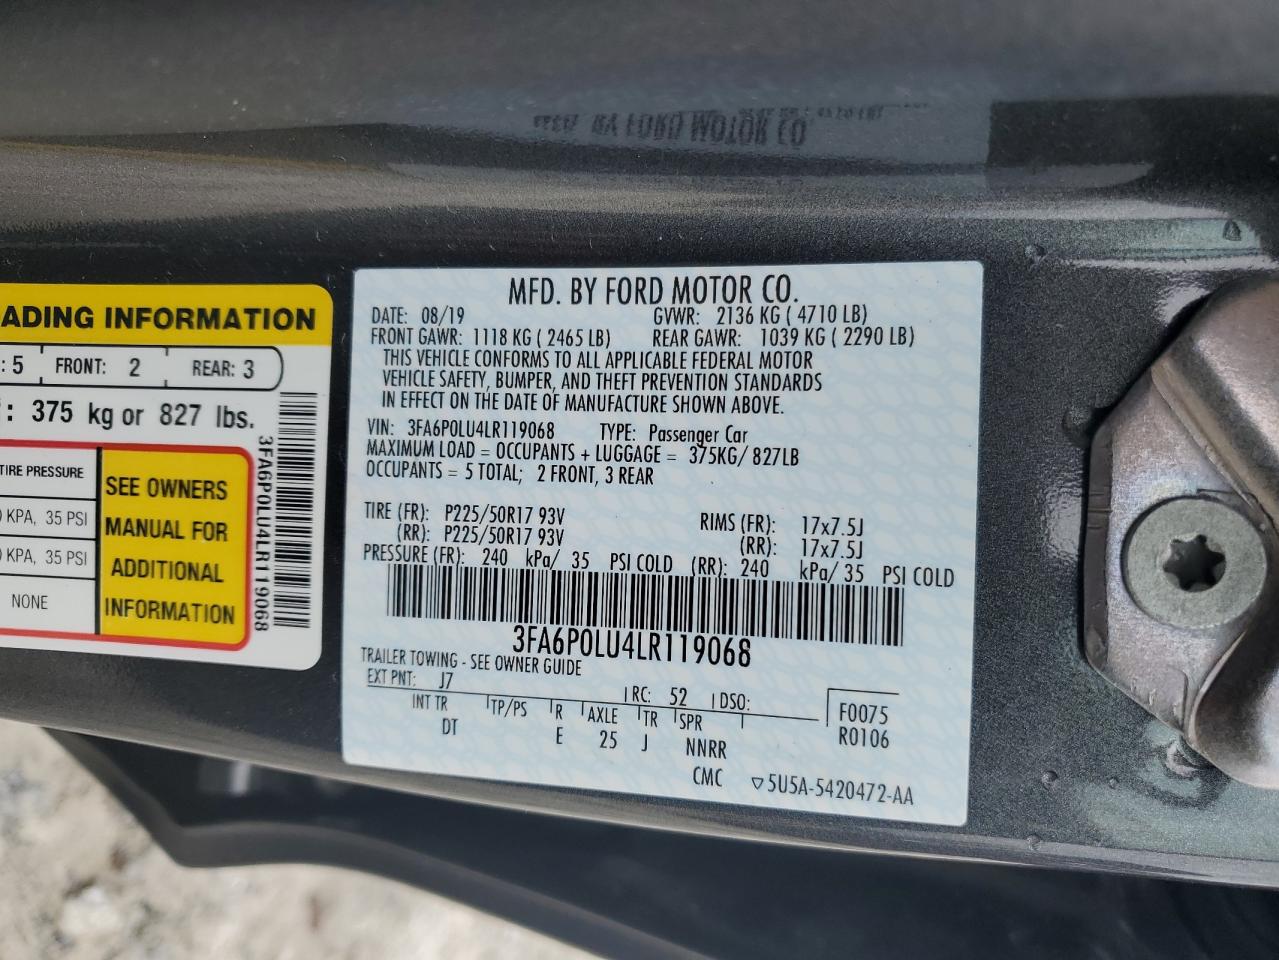 ADING INFORMATION
: 5 FRONT: 2 REAR: 3
: 375 kg or 827 lbs.
TIRE PRESSURE
0 KPA, 35 PSI
0 KPA, 35 PSI
NONE
SEE OWNERS
MANUAL FOR
ADDITIONAL
INFORMATION
3FA6P0LU4LR119068
MFD. BY FORD MOTOR CO.
DATE: 08/19 GVWR: 2136 KG ( 4710 LB)
FRONT GAWR: 1118 KG ( 2465 LB) REAR GAWR: 1039 KG ( 2290 LB)
THIS VEHICLE CONFORMS TO ALL APPLICABLE FEDERAL MOTOR
VEHICLE SAFETY, BUMPER, AND THEFT PREVENTION STANDARDS
IN EFFECT ON THE DATE OF MANUFACTURE SHOWN ABOVE.
VIN: 3FA6P0LU4LR119068 TYPE: Passenger Car
MAXIMUM LOAD = OCCUPANTS + LUGGAGE = 375KG/ 827LB
OCCUPANTS = 5 TOTAL; 2 FRONT, 3 REAR
TIRE (FR): P225/50R17 93V RIMS (FR): 17x7.5J
(RR): P225/50R17 93V (RR): 17x7.5J
PRESSURE (FR): 240 kPa/ 35 PSI COLD (RR): 240 kPa/ 35 PSI COLD
3FA6P0LU4LR119068
TRAILER TOWING - SEE OWNER GUIDE
EXT PNT: J7 RC: 52 DSO: F0075
INT TR TP/PS R AXLE TR SPR R0106
DT E 25 J NNRR
CMC ▽5U5A-5420472-AA